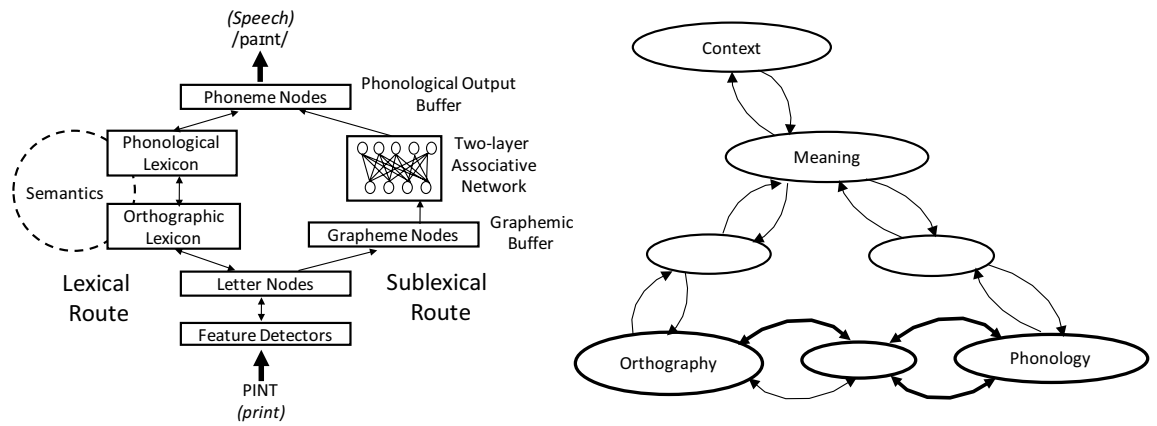 (Speech)
/paɪnt/
Phoneme Nodes
Phonological Output
Buffer
Phonological
Lexicon
Two-layer
Associative
Network
Semantics
Orthographic
Lexicon
Grapheme Nodes
Graphemic
Buffer
Lexical
Route
Letter Nodes
Sublexical
Route
Feature Detectors
PINT
(print)
Context
Meaning
Orthography
Phonology